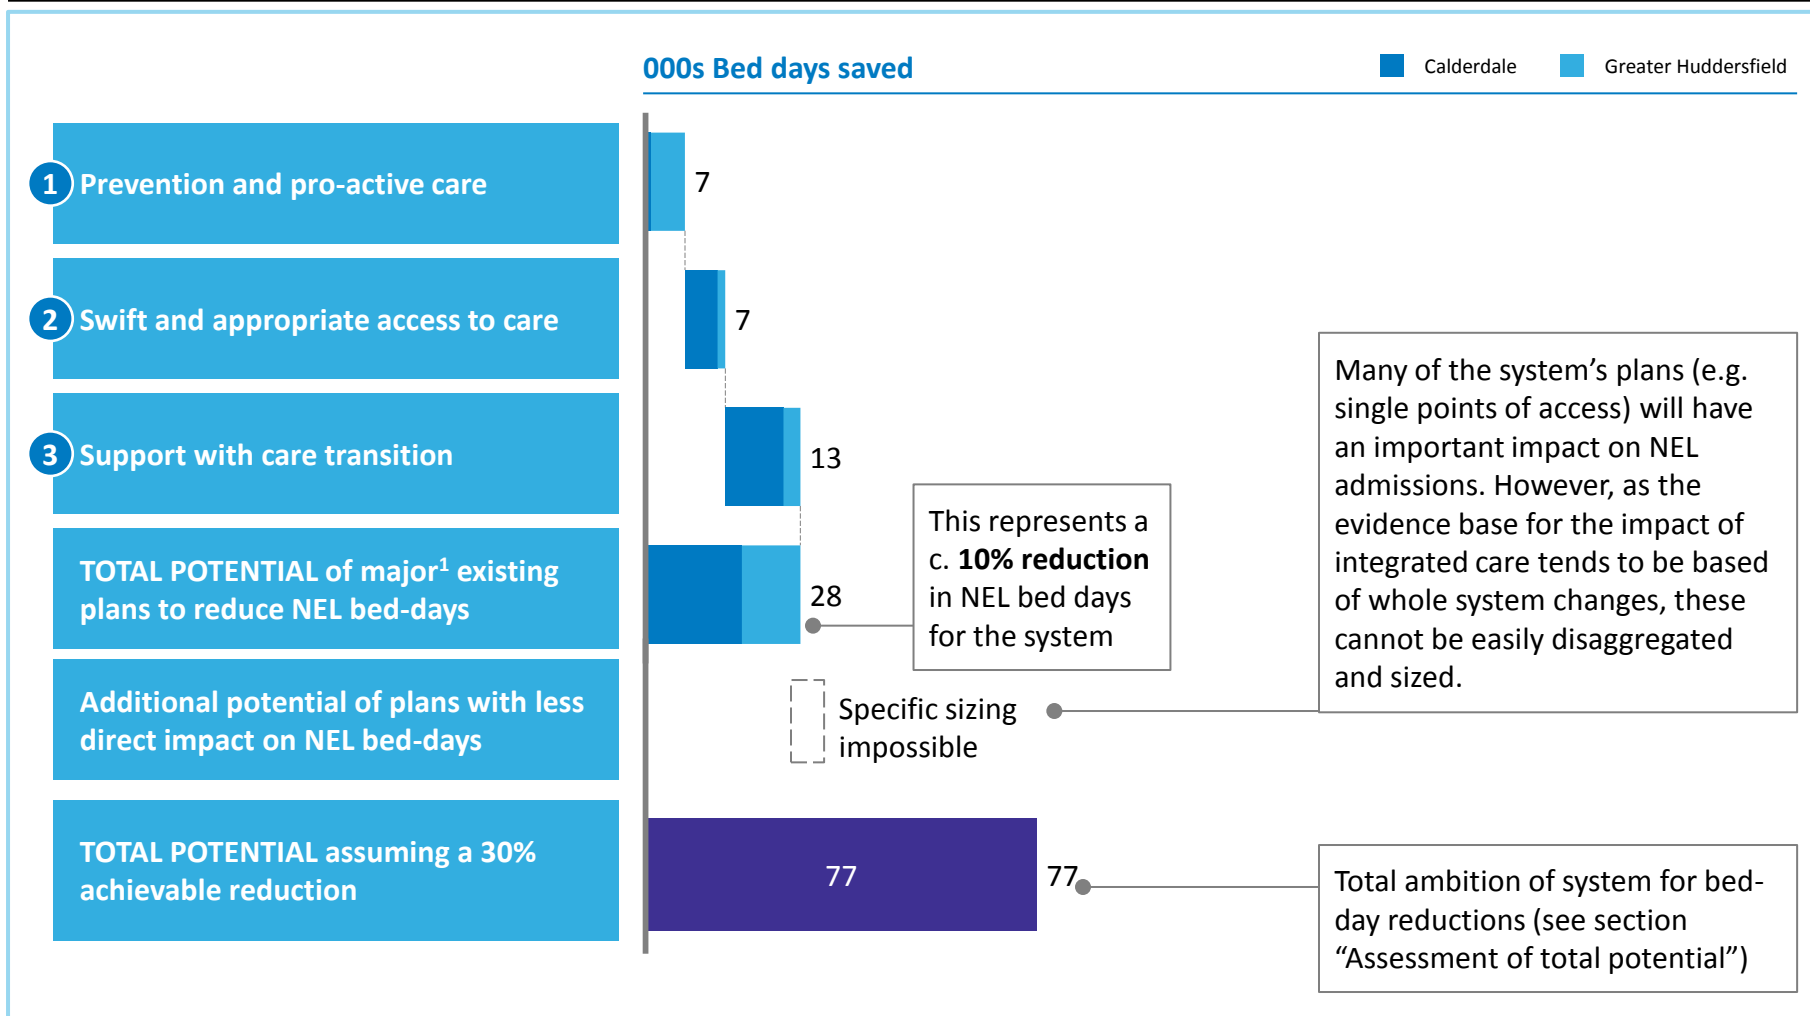 000s Bed days saved
Calderdale
Greater Huddersfield
1
Prevention and pro-active care
7
2
Swift and appropriate access to care
7
3
Support with care transition
13
TOTAL POTENTIAL of major1 existing
plans to reduce NEL bed-days
28
This represents a
c. 10% reduction
in NEL bed days
for the system
Additional potential of plans with less
direct impact on NEL bed-days
Specific sizing
impossible
Many of the system’s plans (e.g.
single points of access) will have
an important impact on NEL
admissions. However, as the
evidence base for the impact of
integrated care tends to be based
of whole system changes, these
cannot be easily disaggregated
and sized.
TOTAL POTENTIAL assuming a 30%
achievable reduction
77
77
Total ambition of system for bed-
day reductions (see section
“Assessment of total potential”)